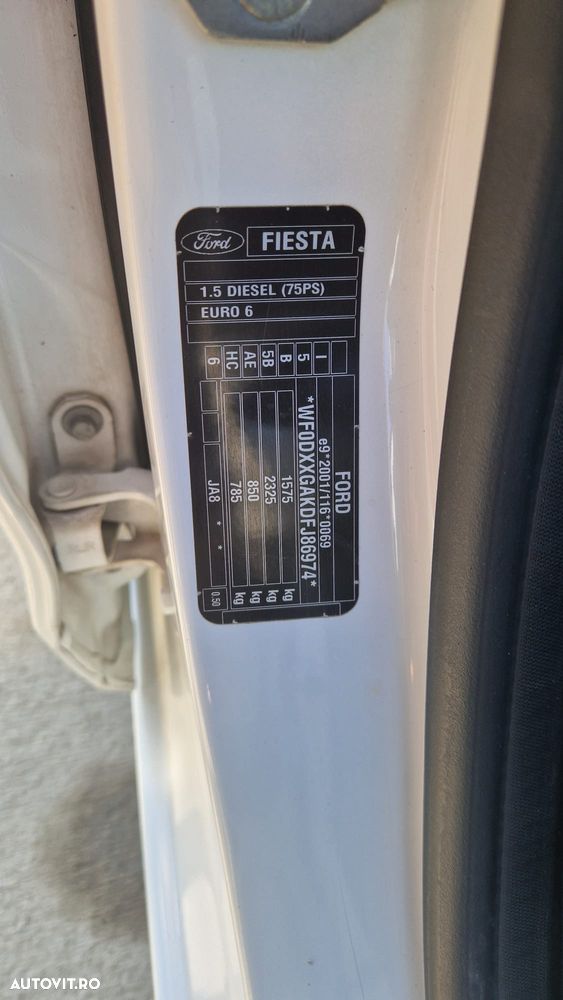 Ford FIESTA
1.5 DIESEL (75PS)
EURO 6
FORD
e9*2001/116*0069
*WF0DXXGAKDFJ86974*
1575 kg
2325 kg
850 kg
785 kg
JA8 * *
0.50
I
5
B
5B
AE
HC
6
RJR
AUTOVIT.RO